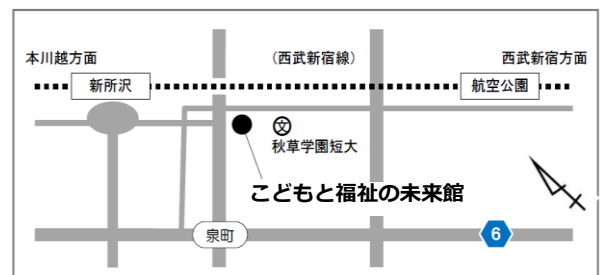 本川越方面
(西武新宿線)
西武新宿方面
新所沢
航空公園
文
秋草学園短大
こどもと福祉の未来館
泉町
6